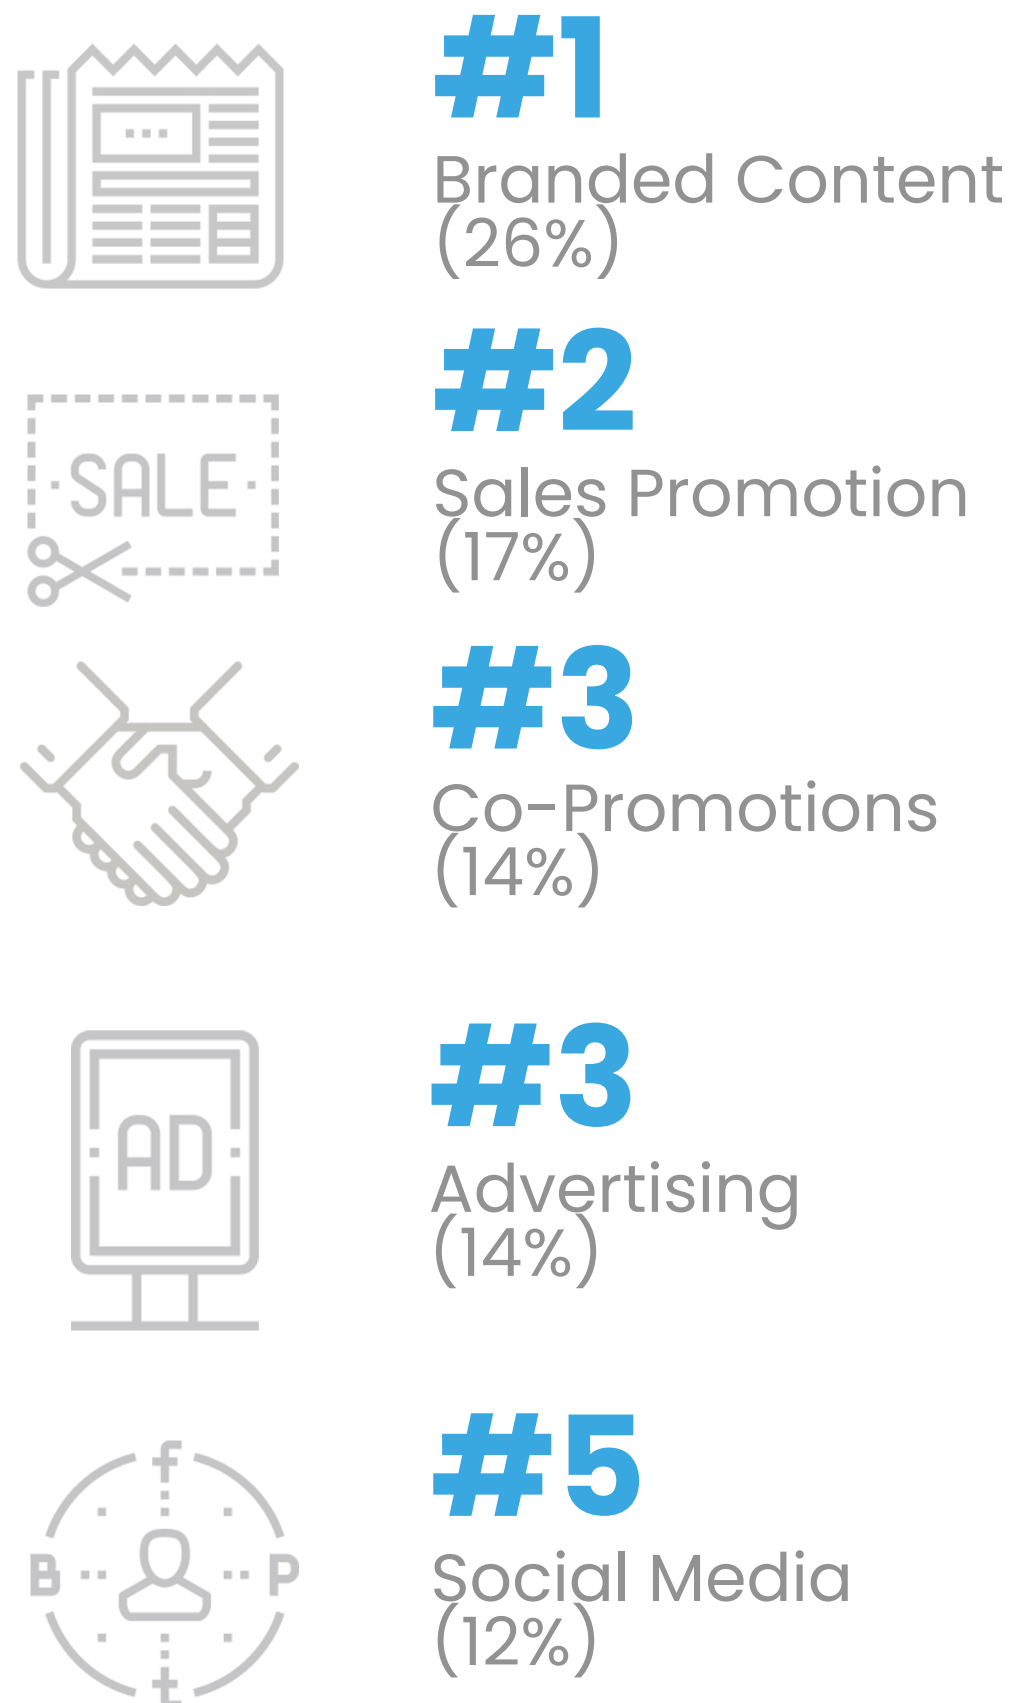 #1
Branded Content
(26%)
SALE
#2
Sales Promotion
(17%)
#3
Co-Promotions
(14%)
AD
#3
Advertising
(14%)
#5
Social Media
(12%)
f
B
P
t